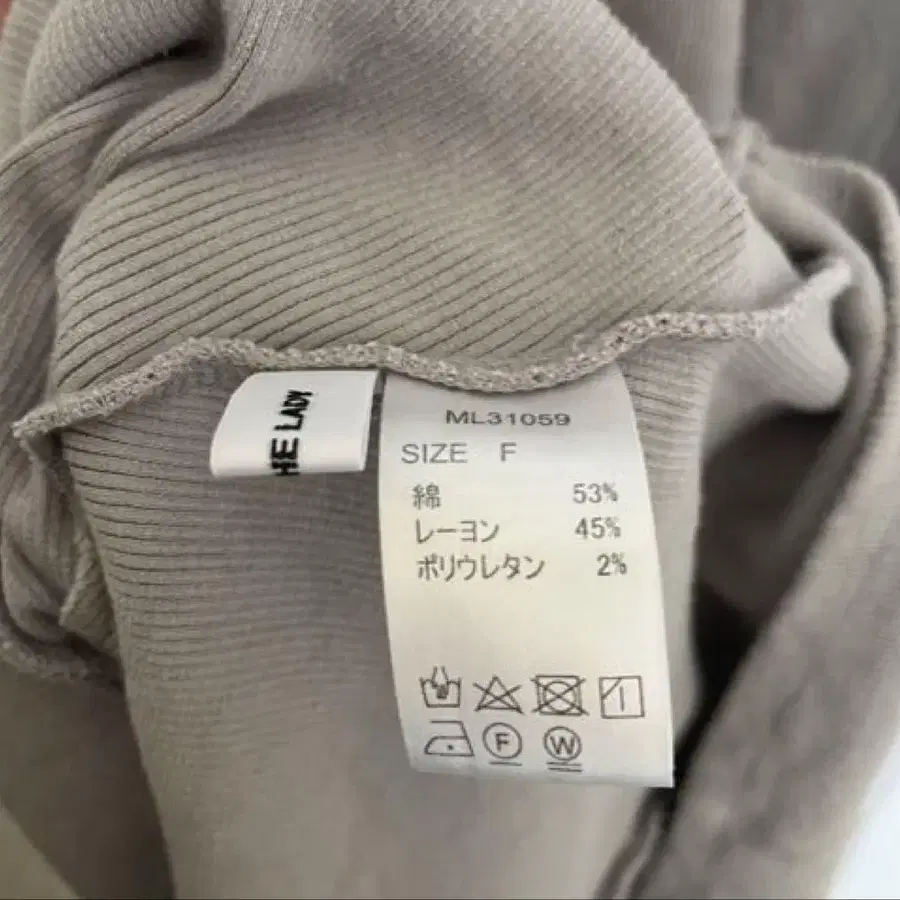 HE LADY
ML31059
SIZE F
綿 53%
レーヨン 45%
ポリウレタン 2%
F W